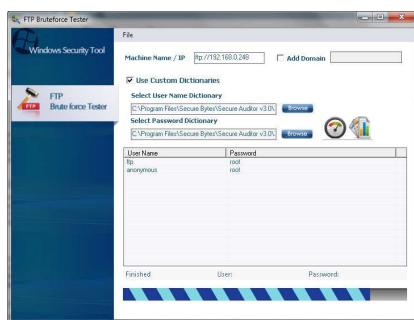 FTP Bruteforce Tester
File
Windows Security Tool
Machine Name / IP ftp://192.168.0.248 Add Domain
Use Custom Dictionaries
FTP
Brute force Tester
FTP
Select User Name Dictionary
C:\Program Files\Secure Bytes\Secure Auditor v3.0\ Browse
Select Password Dictionary
C:\Program Files\Secure Bytes\Secure Auditor v3.0\ Browse
User Name Password
ftp root
anonymous root
Finished User: Password: